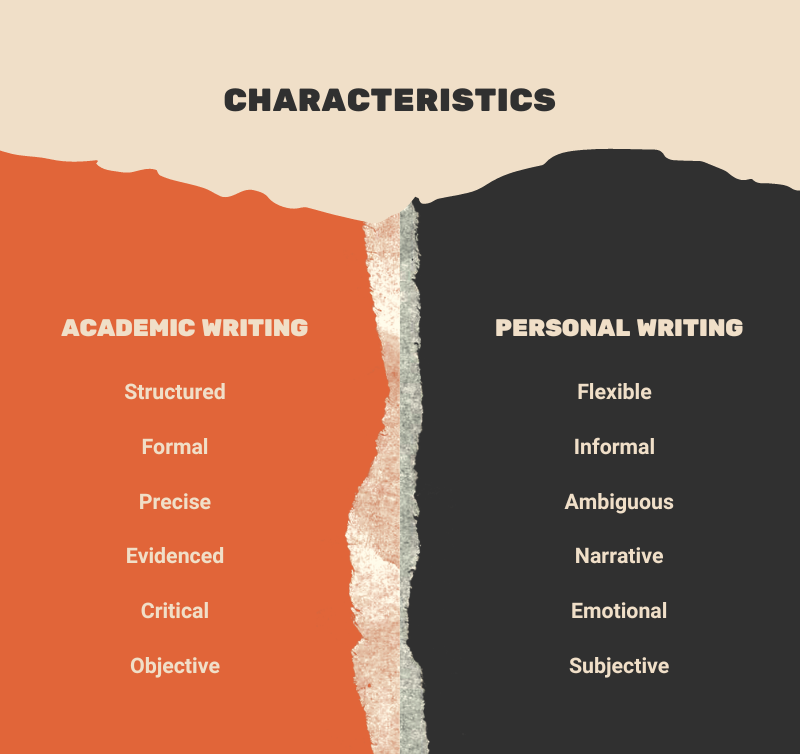 CHARACTERISTICS
ACADEMIC WRITING
Structured
Formal
Precise
Evidenced
Critical
Objective
PERSONAL WRITING
Flexible
Informal
Ambiguous
Narrative
Emotional
Subjective